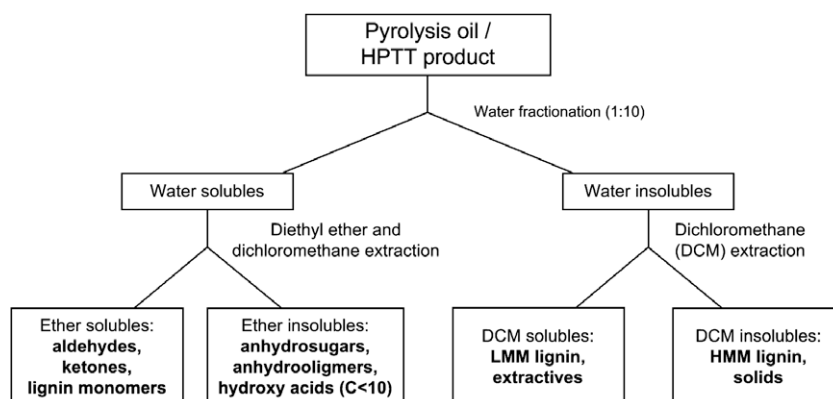 Pyrolysis oil /
HPTT product
Water fractionation (1:10)
Water solubles
Water insolubles
Diethyl ether and
dichloromethane extraction
Dichloromethane
(DCM) extraction
Ether solubles:
aldehydes,
ketones,
lignin monomers
Ether insolubles:
anhydrosugars,
anhydrooligmers,
hydroxy acids (C<10)
DCM solubles:
LMM lignin,
extractives
DCM insolubles:
HMM lignin,
solids